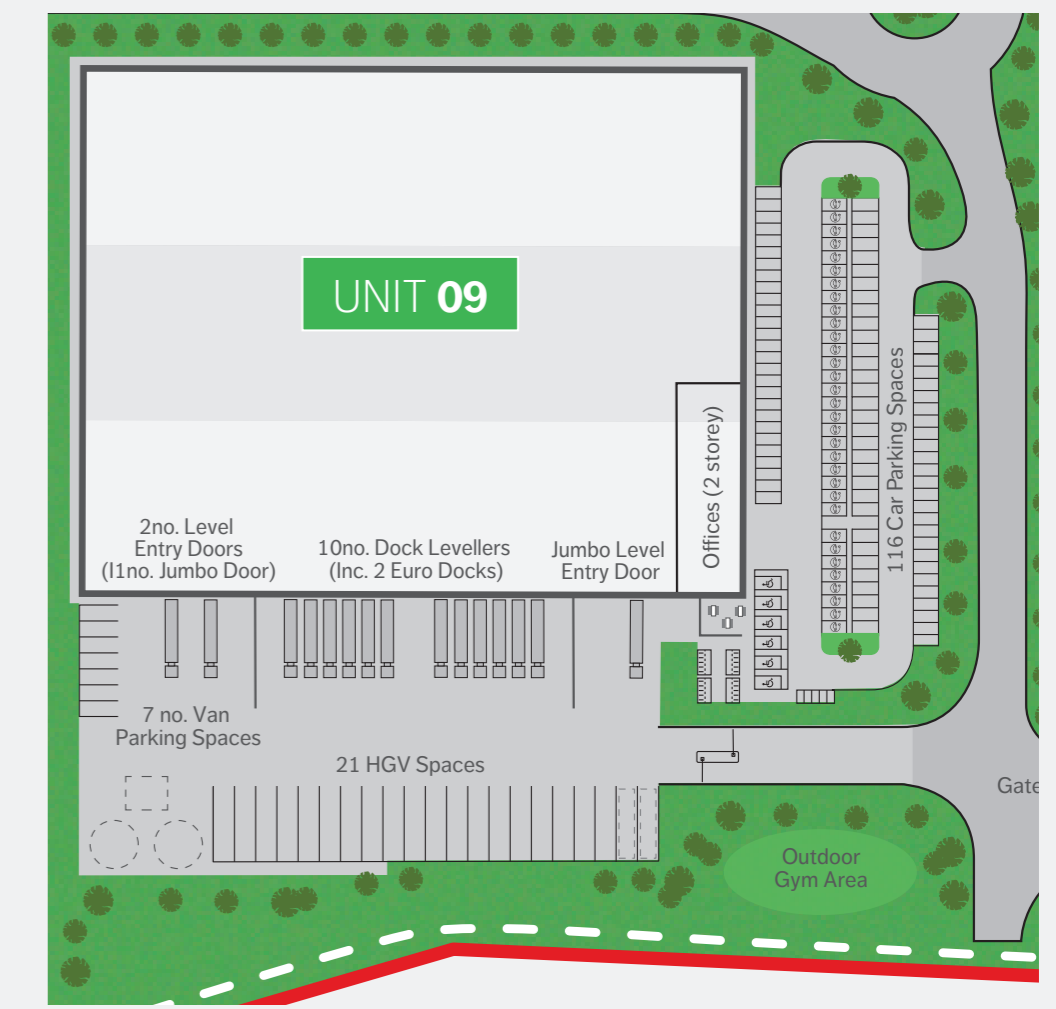 UNIT 09
116 Car Parking Spaces
Offices (2 storey)
2no. Level
Entry Doors
(I1no. Jumbo Door)
10no. Dock Levellers
(Inc. 2 Euro Docks)
Jumbo Level
Entry Door
7 no. Van
Parking Spaces
21 HGV Spaces
Gate
Outdoor
Gym Area